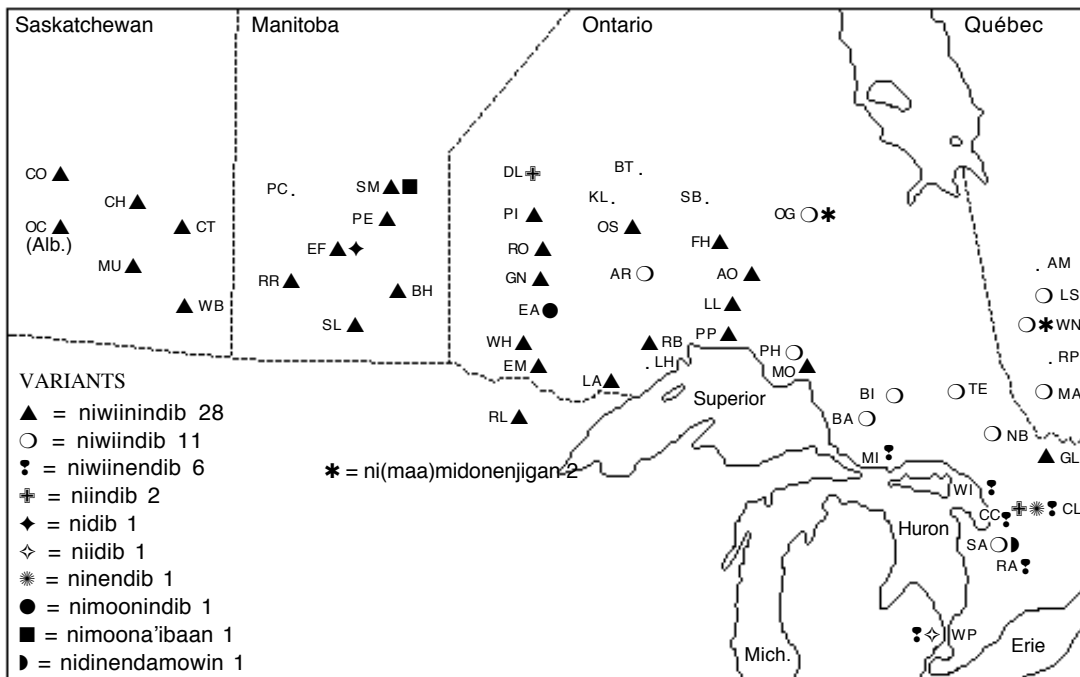 Saskatchewan Manitoba Ontario Québec
CO
CH
OC
(Alb.)
CT
MU
WB
PC
SM
PE
EF
RR
BH
SL
DL
PI
RO
GN
EA
WH
EM
RL
BT
KL
OS
AR
RB
LH
LA
SB
FH
AO
LL
PP
OG
PH
MO
BI
BA
MI
TE
NB
AM
LS
WN
RP
MA
GL
WI
CC
CL
SA
RA
WP
Superior
Huron
Mich.
Erie
VARIANTS
▲ = niwiinindib 28
❍ = niwiindib 11
❢ = niwiinendib 6
✙ = niindib 2
✦ = nidib 1
✧ = niidib 1
✺ = ninendib 1
● = nimoonindib 1
■ = nimoona'ibaan 1
◗ = nidinendamowin 1
✱ = ni(maa)midonenjigan 2